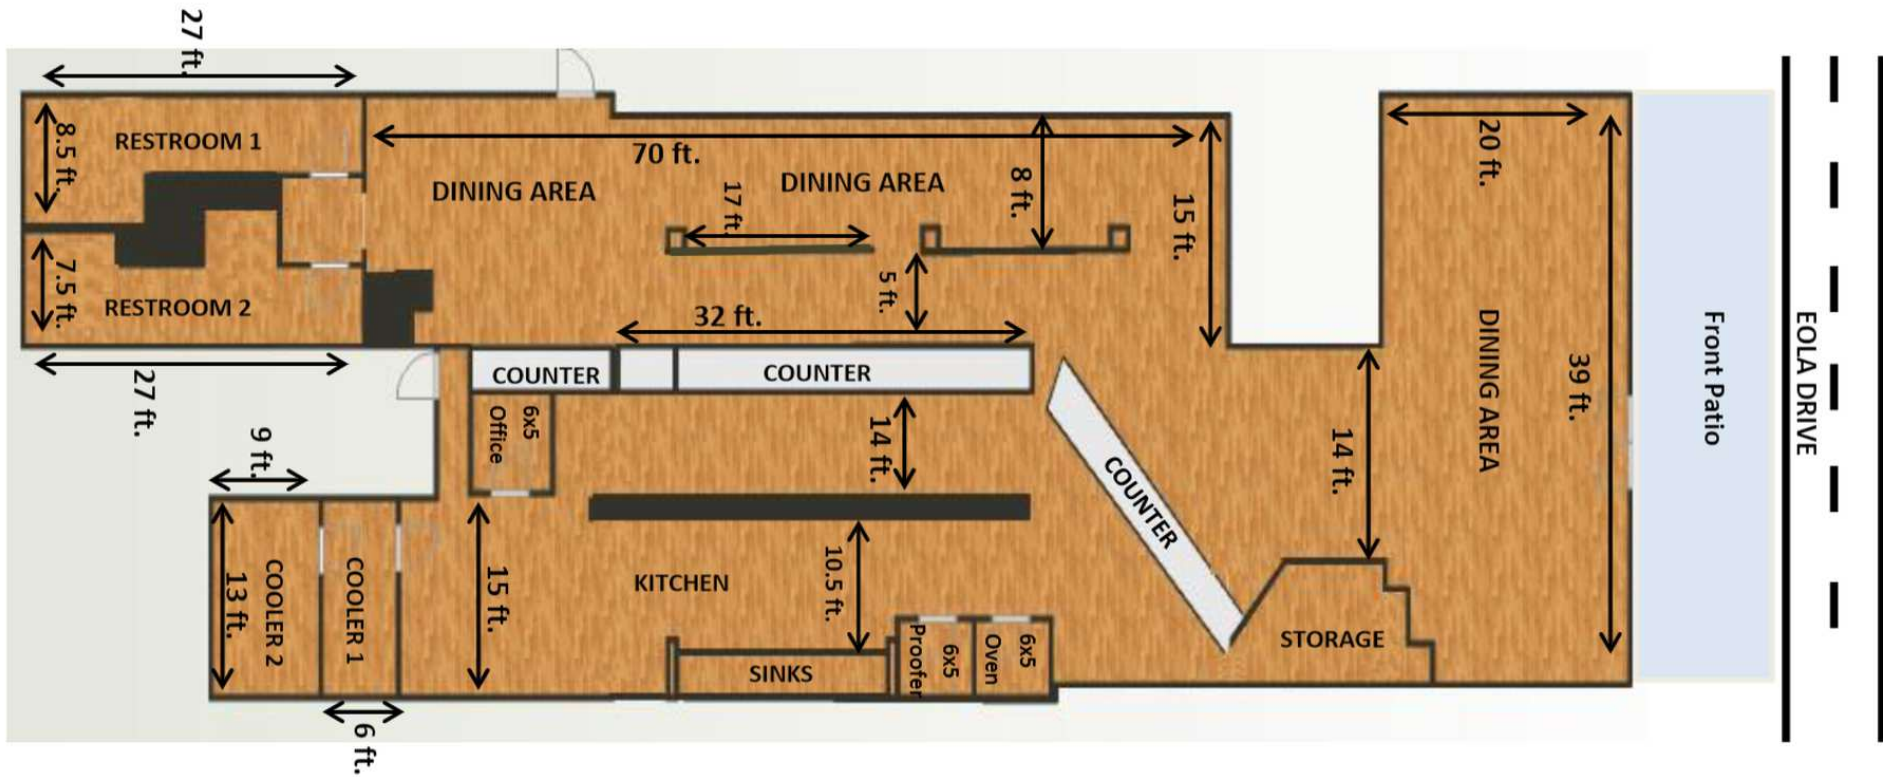 27 ft.
8.5 ft.
RESTROOM 1
70 ft.
DINING AREA
17 ft.
DINING AREA
8 ft.
15 ft.
20 ft.
7.5 ft.
RESTROOM 2
5 ft.
32 ft.
DINING AREA
39 ft.
Front Patio
EOLA DRIVE
27 ft.
COUNTER
COUNTER
6x5
Office
14 ft.
14 ft.
COUNTER
9 ft.
13 ft.
COOLER 2
COOLER 1
15 ft.
KITCHEN
10.5 ft.
SINKS
6x5
Proofer
6x5
Oven
STORAGE
6 ft.